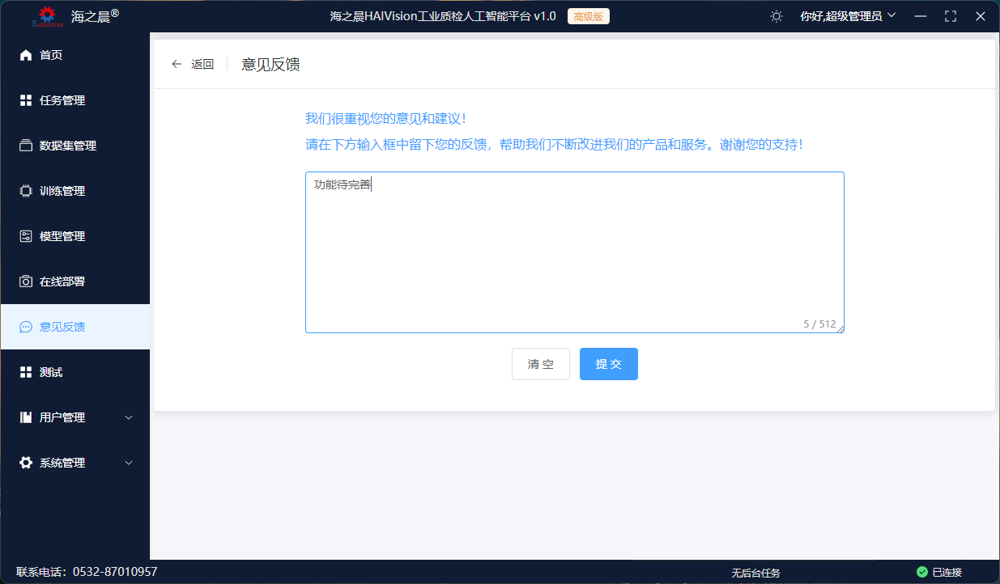 海之晨®
海之晨HAIVision工业质检人工智能平台 v1.0
高级版
你好,超级管理员
首页
任务管理
数据集管理
训练管理
模型管理
在线部署
意见反馈
测试
用户管理
系统管理
返回
意见反馈
我们很重视您的意见和建议！
请在下方输入框中留下您的反馈，帮助我们不断改进我们的产品和服务。谢谢您的支持！
功能待完善
5 / 512
清 空
提 交
联系电话：0532-87010957
无后台任务
已连接